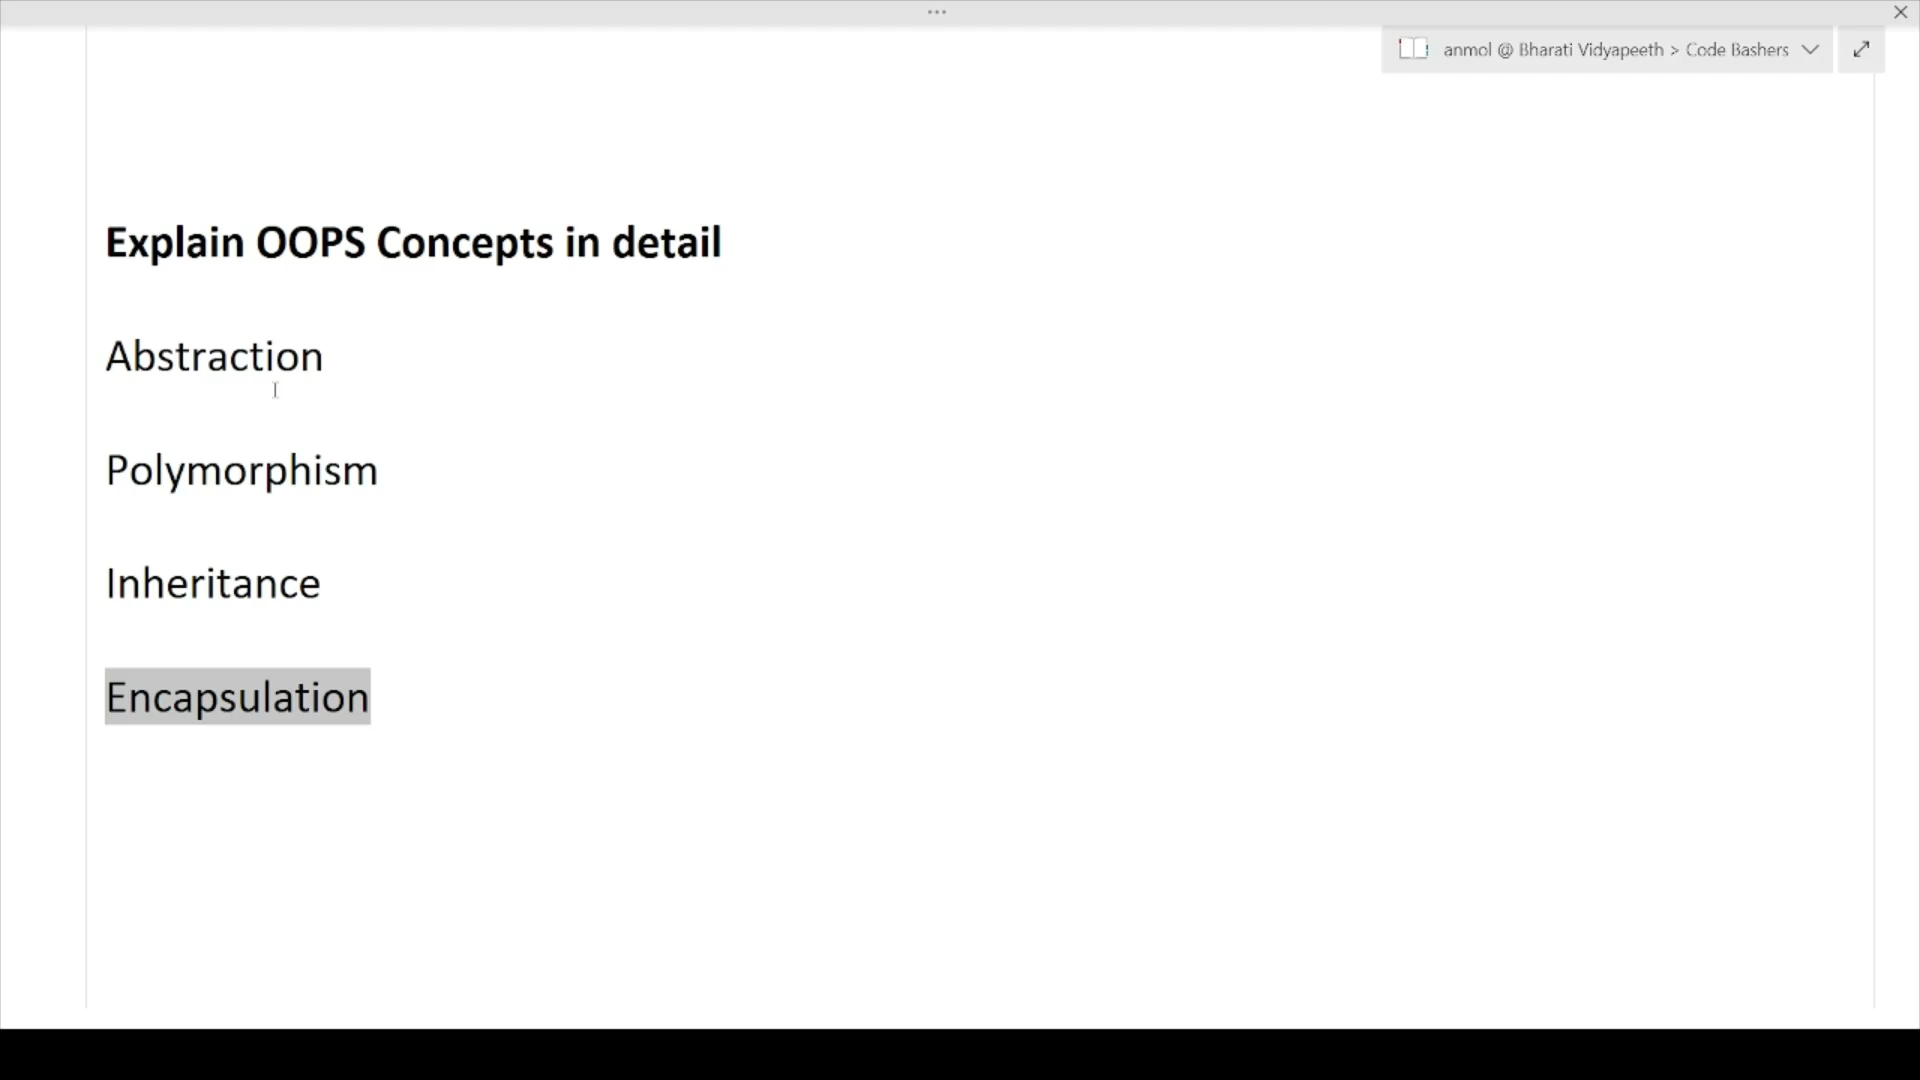 anmol @ Bharati Vidyapeeth > Code Bashers
Explain OOPS Concepts in detail
Abstraction
Polymorphism
Inheritance
Encapsulation